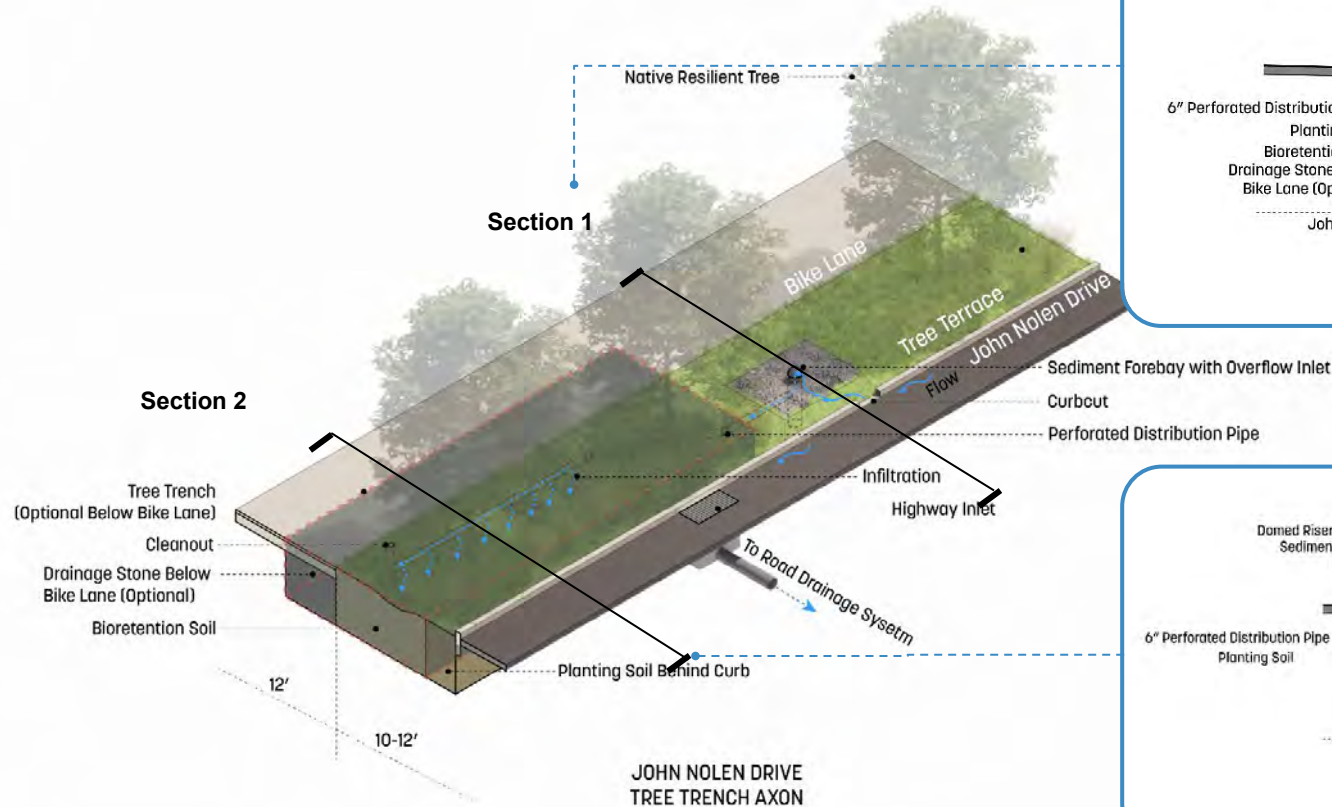 Native Resilient Tree
Section 1
Bike Lane
Tree Terrace
John Nolen Drive
Flow
Sediment Forebay with Overflow Inlet
Curbcut
Perforated Distribution Pipe
Infiltration
Highway Inlet
Section 2
Tree Trench
(Optional Below Bike Lane)
Cleanout
Drainage Stone Below
Bike Lane (Optional)
Bioretention Soil
To Road Drainage Sysetm
Planting Soil Behind Curb
12'
10-12'
JOHN NOLEN DRIVE
TREE TRENCH AXON
6" Perforated Distributio
Plantin
Bioretentio
Drainage Stone
Bike Lane (Op
Joh
Domed Riser
Sedimen
6" Perforated Distribution Pipe
Planting Soil